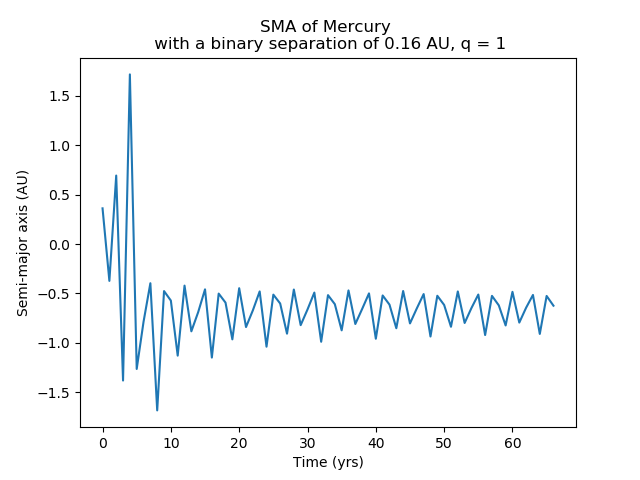 SMA of Mercury
with a binary separation of 0.16 AU, q = 1
Semi-major axis (AU)
1.5
1.0
0.5
0.0
−0.5
−1.0
−1.5
0 10 20 30 40 50 60
Time (yrs)